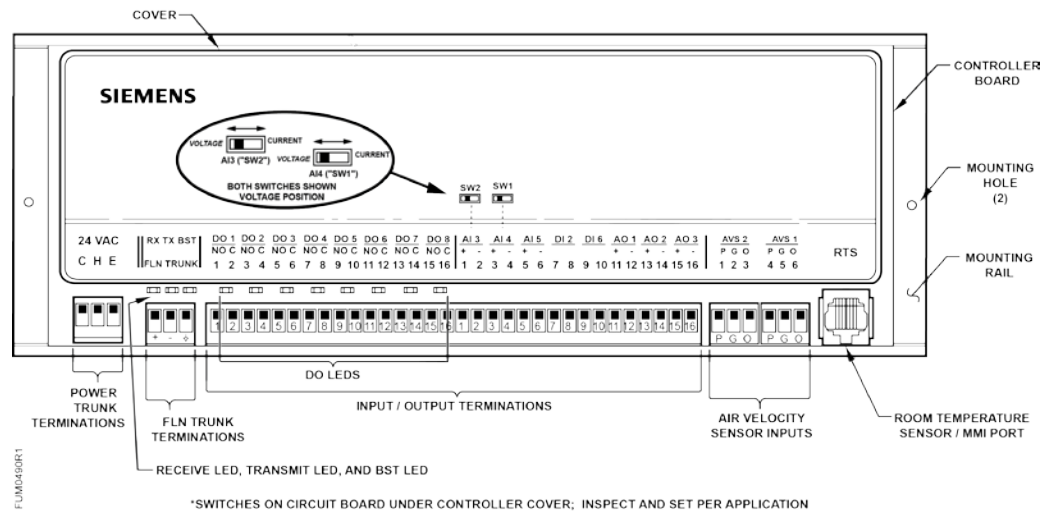 COVER
CONTROLLER
BOARD
SIEMENS
VOLTAGE CURRENT
AI3 ("SW2")
VOLTAGE CURRENT
AI4 ("SW1")
BOTH SWITCHES SHOWN
VOLTAGE POSITION
SW2 SW1
MOUNTING
HOLE
(2)
24 VAC RX TX BST DO 1 DO 2 DO 3 DO 4 DO 5 DO 6 DO 7 DO 8 AI 3 AI 4 AI 5 DI 2 DI 6 AO 1 AO 2 AO 3 AVS 2 AVS 1
NO C NO C NO C NO C NO C NO C NO C NO C + - + - + - + - + - P G O P G O RTS
C H E FLN TRUNK 1 2 3 4 5 6 7 8 9 10 11 12 13 14 15 16 1 2 3 4 5 6 7 8 9 10 11 12 13 14 15 16 1 2 3 4 5 6
MOUNTING
RAIL
1 2 3 4 5 6 7 8 9 10 11 12 13 14 15 16 1 2 3 4 5 6 7 8 9 10 11 12 13 14 15 16
+ - P G O P G O
DO LEDS
POWER
TRUNK
TERMINATIONS
FLN TRUNK
TERMINATIONS
INPUT / OUTPUT TERMINATIONS
AIR VELOCITY
SENSOR INPUTS
ROOM TEMPERATURE
SENSOR / MMI PORT
RECEIVE LED, TRANSMIT LED, AND BST LED
FUM0490R1
*SWITCHES ON CIRCUIT BOARD UNDER CONTROLLER COVER; INSPECT AND SET PER APPLICATION